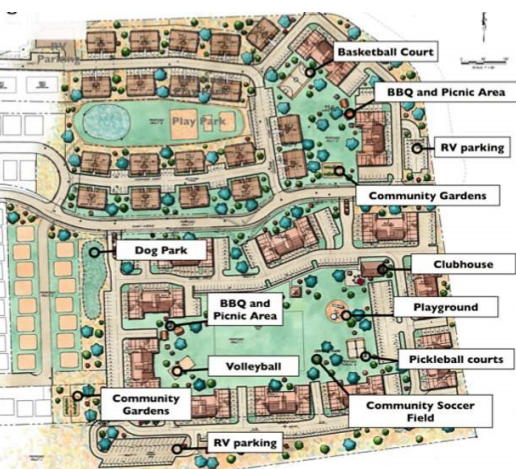 RV
Parking
Basketball Court
BBQ and Picnic Area
Play Park
RV parking
Community Gardens
Dog Park
Clubhouse
BBQ and
Picnic Area
Playground
Volleyball
Pickleball courts
Community
Gardens
Community Soccer
Field
RV parking